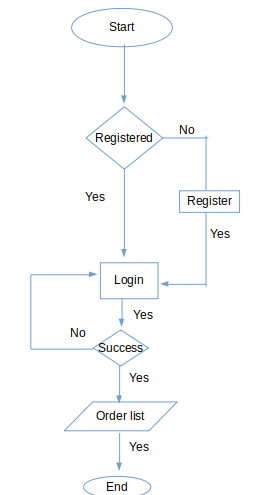 Start
Registered
No
Yes
Register
Yes
Login
Yes
No
Success
Yes
Order list
Yes
End